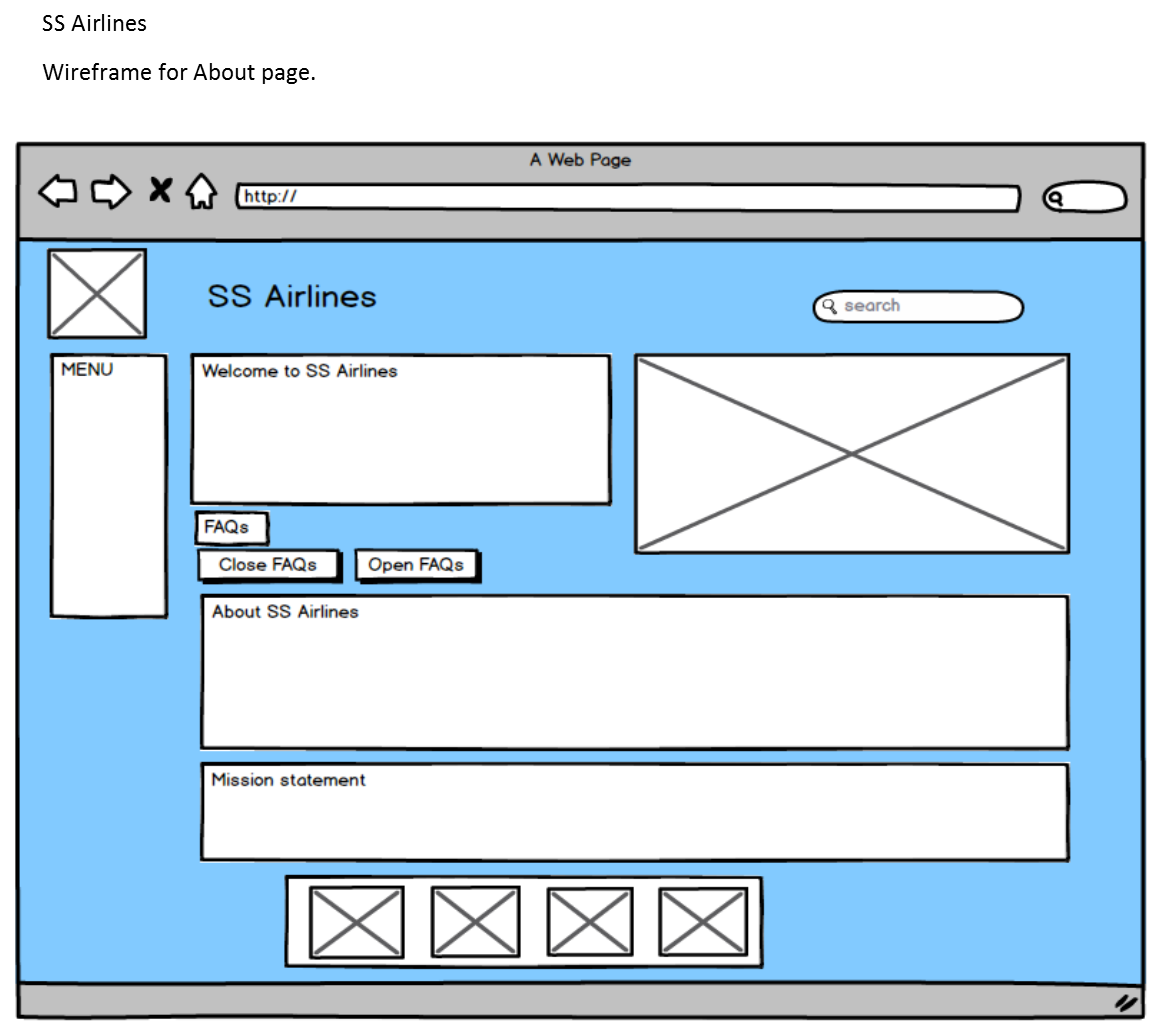 SS Airlines
Wireframe for About page.
A Web Page
http://
SS Airlines
search
MENU
Welcome to SS Airlines
FAQs
Close FAQs
Open FAQs
About SS Airlines
Mission statement